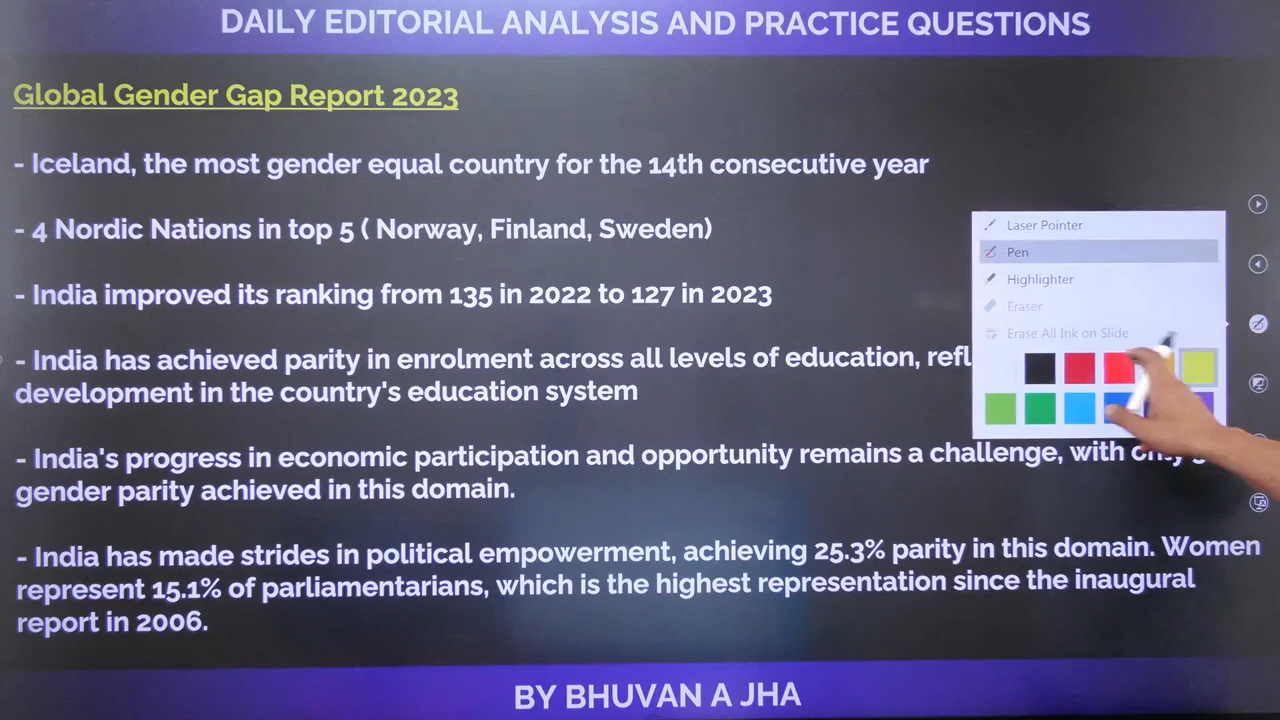 DAILY EDITORIAL ANALYSIS AND PRACTICE QUESTIONS
Global Gender Gap Report 2023
- Iceland, the most gender equal country for the 14th consecutive year
- 4 Nordic Nations in top 5 ( Norway, Finland, Sweden)
- India improved its ranking from 135 in 2022 to 127 in 2023
- India has achieved parity in enrolment across all levels of education,
development in the country's education system
- India's progress in economic participation and opportunity remains a challenge, with
gender parity achieved in this domain.
- India has made strides in political empowerment, achieving 25.3% parity in this domain. Women
represent 15.1% of parliamentarians, which is the highest representation since the inaugural
report in 2006.
Laser Pointer
Pen
Highlighter
Eraser
Erase All Ink on Slide
BY BHUVAN A JHA